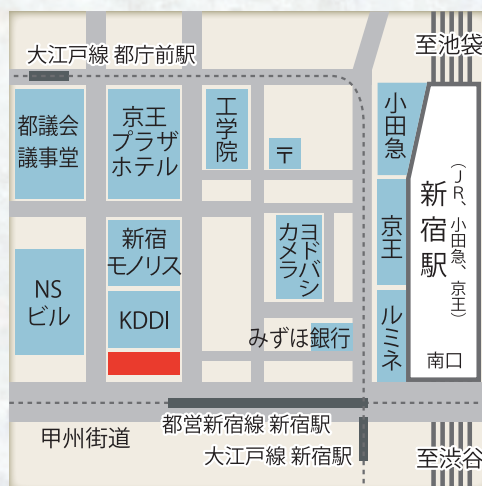 至池袋
大江戸線 都庁前駅
都議会
議事堂
京王
プラザ
ホテル
工学院
〒
小田急
新宿駅
（JR、小田急、京王）
新宿
モノリス
ヨドバシ
カメラ
京王
NS
ビル
KDDI
みずほ銀行
ルミネ
南口
都営新宿線 新宿駅
甲州街道
大江戸線 新宿駅
至渋谷